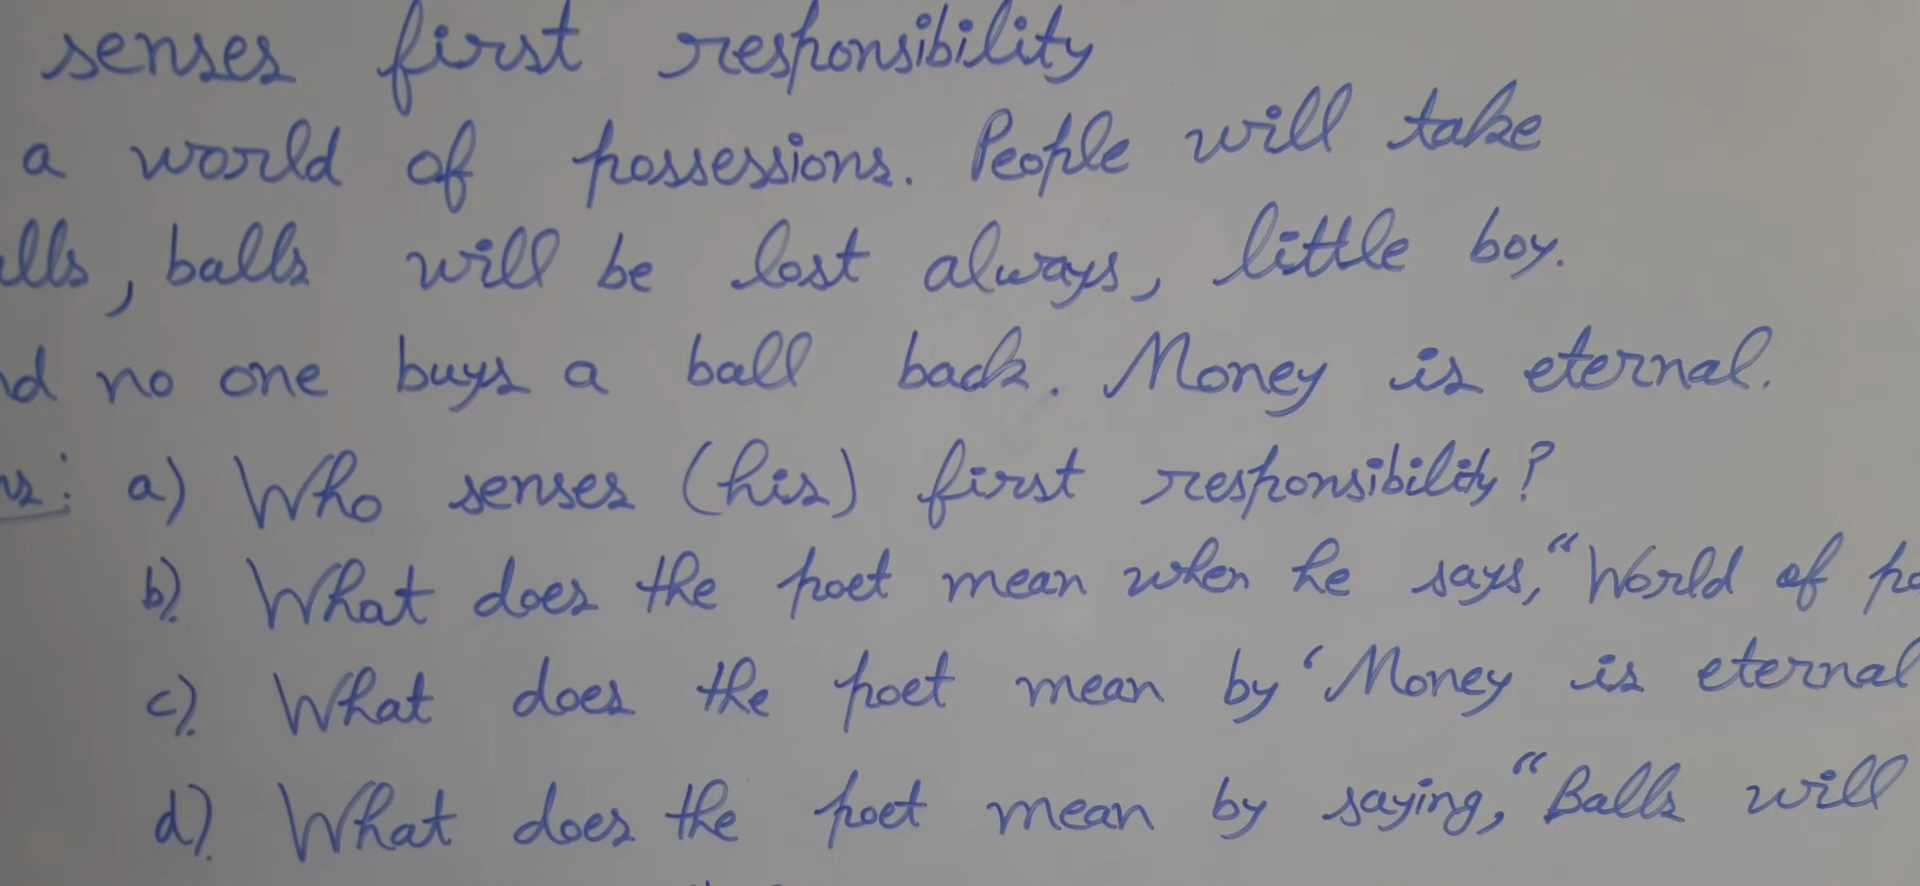 senses first responsibility
a world of possessions. People will take
lls, balls will be lost always, little boy.
no one buys a ball back. Money is eternal.
a) Who senses (his) first responsibility?
b). What does the poet mean when he says, "World of
c). What does the poet mean by 'Money is eternal
d). What does the poet mean by saying, "Balls will